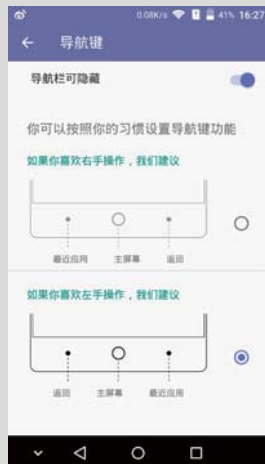 0.08K/s 41% 16:27
导航键
导航栏可隐藏
你可以按照你的习惯设置导航键功能
如果你喜欢右手操作，我们建议
最近应用 主屏幕 返回
如果你喜欢左手操作，我们建议
返回 主屏幕 最近应用